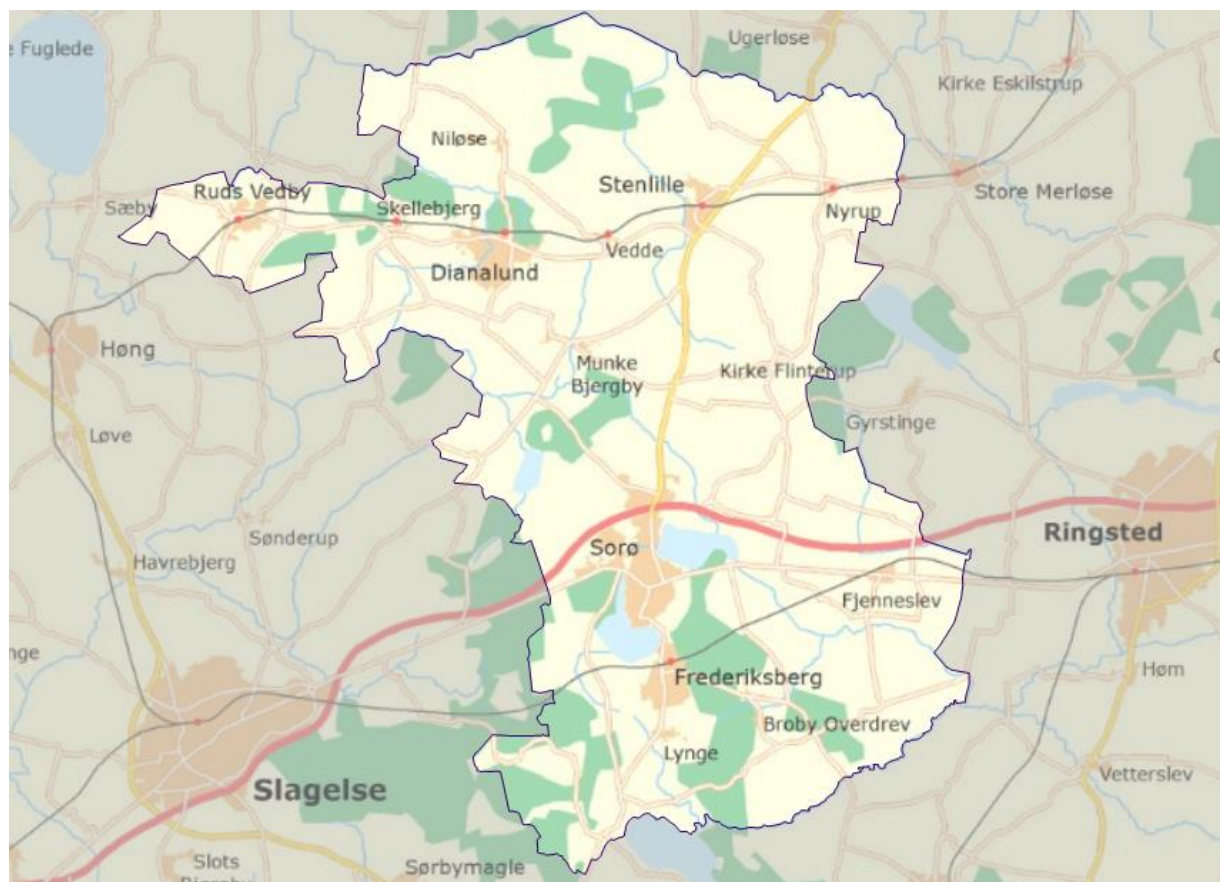 Ugerløse
e Fuglede
Kirke Eskilstrup
Niløse
Stenlille
Ruds Vedby
Store Merløse
Sæby
Skellebjerg
Nyrup
Vedde
Dianalund
Høng
Munke
Bjergby
Kirke Flinterup
Gyrstinge
Løve
Sønderup
Ringsted
Sorø
Havrebjerg
Fjenneslev
nge
Høm
Frederiksberg
Broby Overdrev
Lynge
Vetterslev
Slagelse
Slots
Sørbymagle